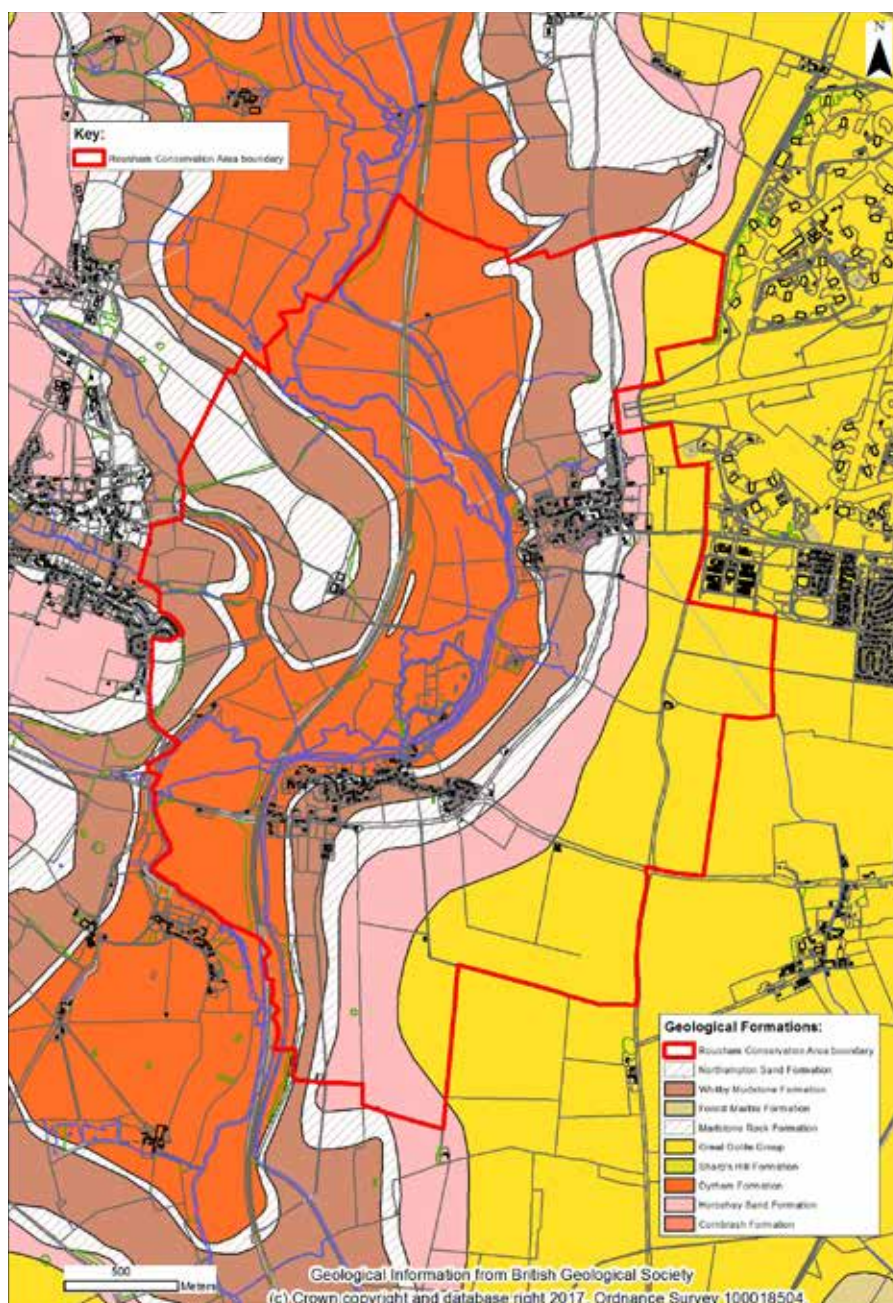 N
Key:
Rousham Conservation Area boundary
Geological Formations:
Rousham Conservation Area boundary
Northampton Sand Formation
Whitby Mudstone Formation
Forest Marble Formation
Marlstone Rock Formation
Great Oolite Group
Sharp's Hill Formation
Dyrham Formation
Horsehay Sand Formation
Cornbrash Formation
500
Meters
Geological Information from British Geological Society
(c) Crown copyright and database right 2017. Ordnance Survey 100018504